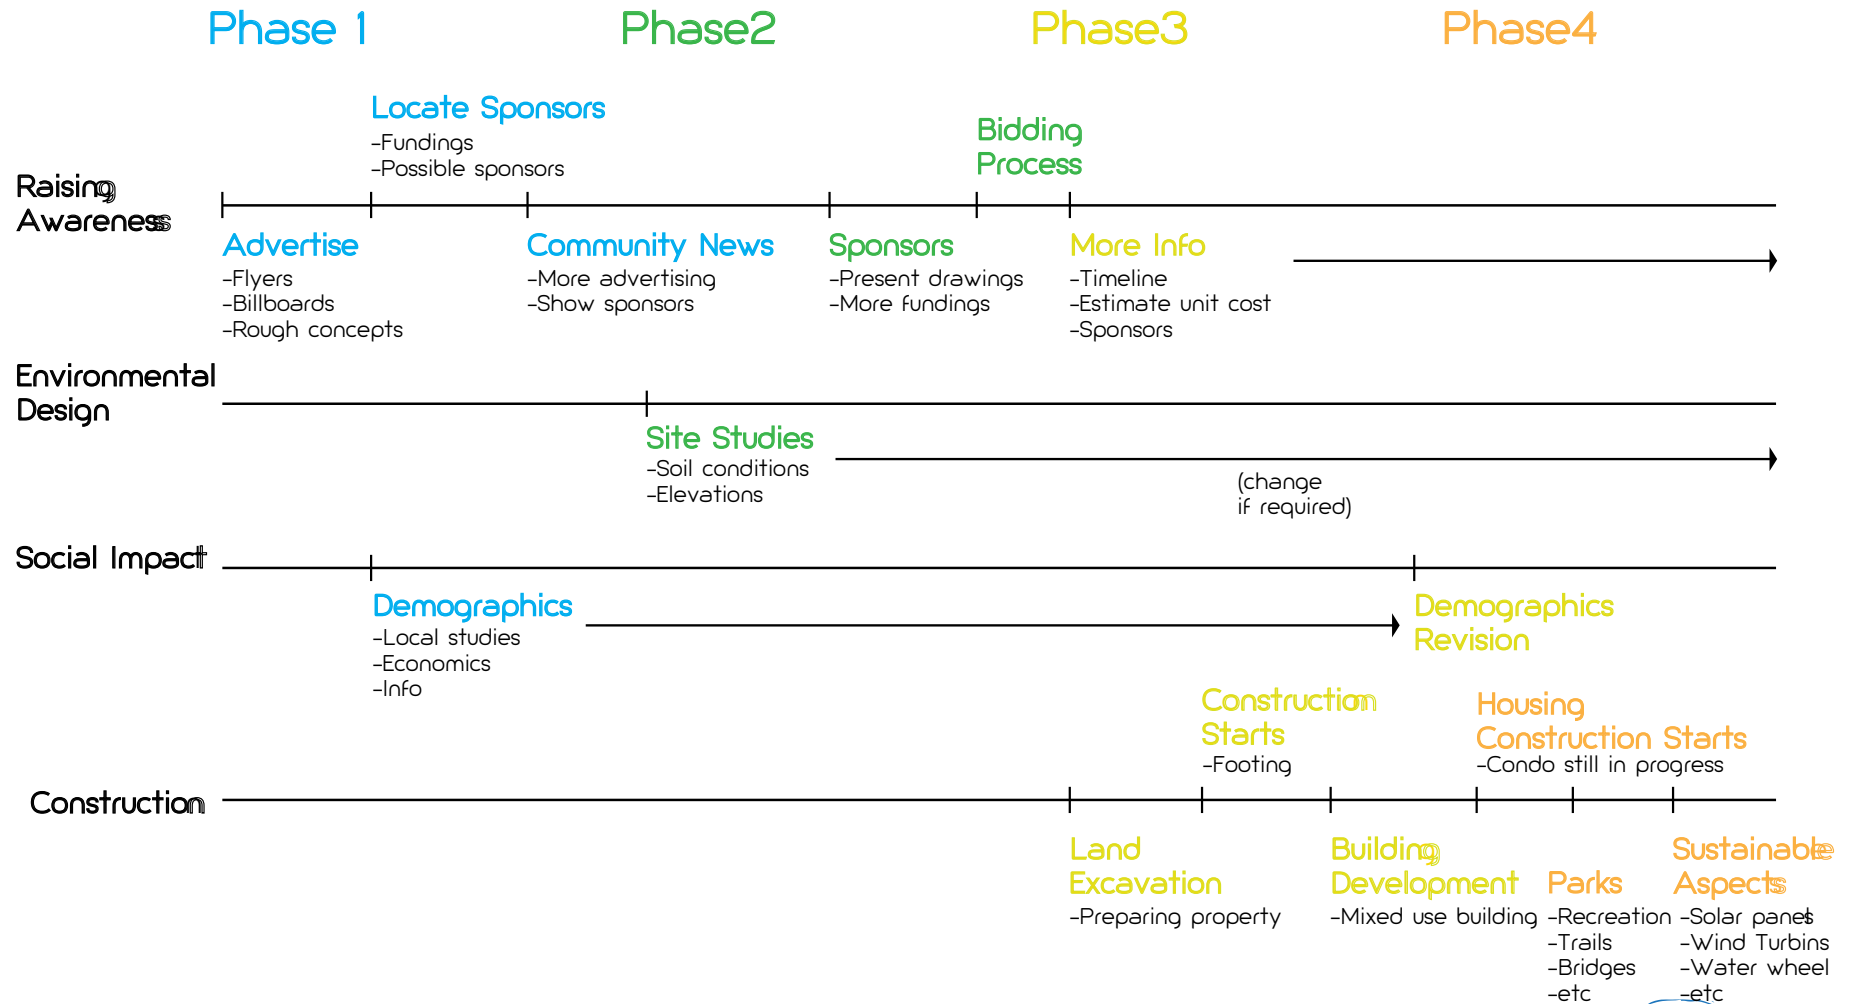 Phase 1
Phase2
Phase3
Phase4
Locate Sponsors
-Fundings
-Possible sponsors
Bidding
Process
Raising
Awareness
Advertise
-Flyers
-Billboards
-Rough concepts
Community News
-More advertising
-Show sponsors
Sponsors
-Present drawings
-More fundings
More Info
-Timeline
-Estimate unit cost
-Sponsors
Environmental
Design
Site Studies
-Soil conditions
-Elevations
(change
if required)
Social Impact
Demographics
-Local studies
-Economics
-Info
Demographics
Revision
Construction
Starts
-Footing
Housing
Construction Starts
-Condo still in progress
Construction
Land
Excavation
-Preparing property
Building
Development
-Mixed use building
Parks
-Recreation
-Trails
-Bridges
-etc
Sustainable
Aspects
-Solar panels
-Wind Turbins
-Water wheel
-etc